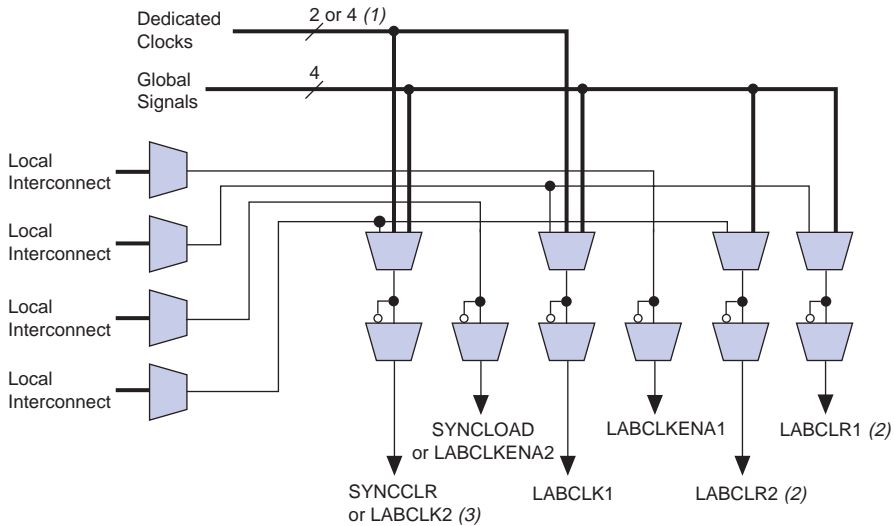 Dedicated
Clocks
2 or 4 (1)
Global
Signals
4
Local
Interconnect
Local
Interconnect
Local
Interconnect
Local
Interconnect
SYNCLOAD
or LABCLKENA2
LABCLKENA1
LABCLR1 (2)
SYNCCLR
or LABCLK2 (3)
LABCLK1
LABCLR2 (2)